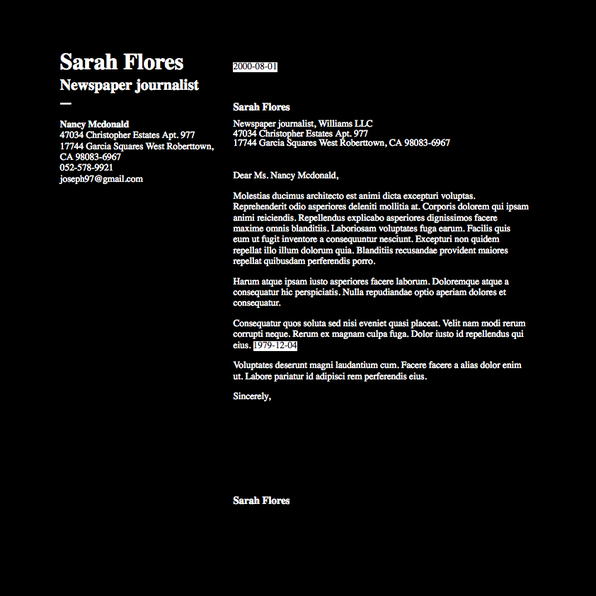 Sarah Flores
Newspaper journalist
Nancy Mcdonald
47034 Christopher Estates Apt. 977
17744 Garcia Squares West Roberttown,
CA 98083-6967
052-578-9921
joseph97@gmail.com
2000-08-01
Sarah Flores
Newspaper journalist, Williams LLC
47034 Christopher Estates Apt. 977
17744 Garcia Squares West Roberttown, CA 98083-6967
Dear Ms. Nancy Mcdonald,
Molestias ducimus architecto est animi dicta excepturi voluptas.
Reprehenderit odio asperiores deleniti mollitia at. Corporis dolorem qui ipsam
animi reiciendis. Repellendus explicabo asperiores dignissimos facere
maxime omnis blanditiis. Laboriosam voluptates fuga earum. Facilis quis
eum ut fugit inventore a consequuntur nesciunt. Excepturi non quidem
repellat illo illum dolorum quia. Blanditiis recusandae provident maiores
repellat quibusdam perferendis porro.
Harum atque ipsam iusto asperiores facere laborum. Doloremque atque a
consequatur hic perspiciatis. Nulla repudiandae optio aperiam dolores et
consequatur.
Consequatur quos soluta sed nisi eveniet quasi placeat. Velit nam modi rerum
corrupti neque. Rerum ex magnam culpa fuga. Dolor iusto id repellendus qui
eius. 1979-12-04
Voluptates deserunt magni laudantium cum. Facere facere a alias dolor enim
ut. Labore pariatur id adipisci rem perferendis eius.
Sincerely,
Sarah Flores